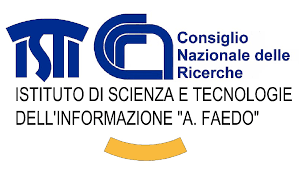 ISTI
Consiglio
Nazionale delle
Ricerche
ISTITUTO DI SCIENZA E TECNOLOGIE
DELL'INFORMAZIONE "A. FAEDO"